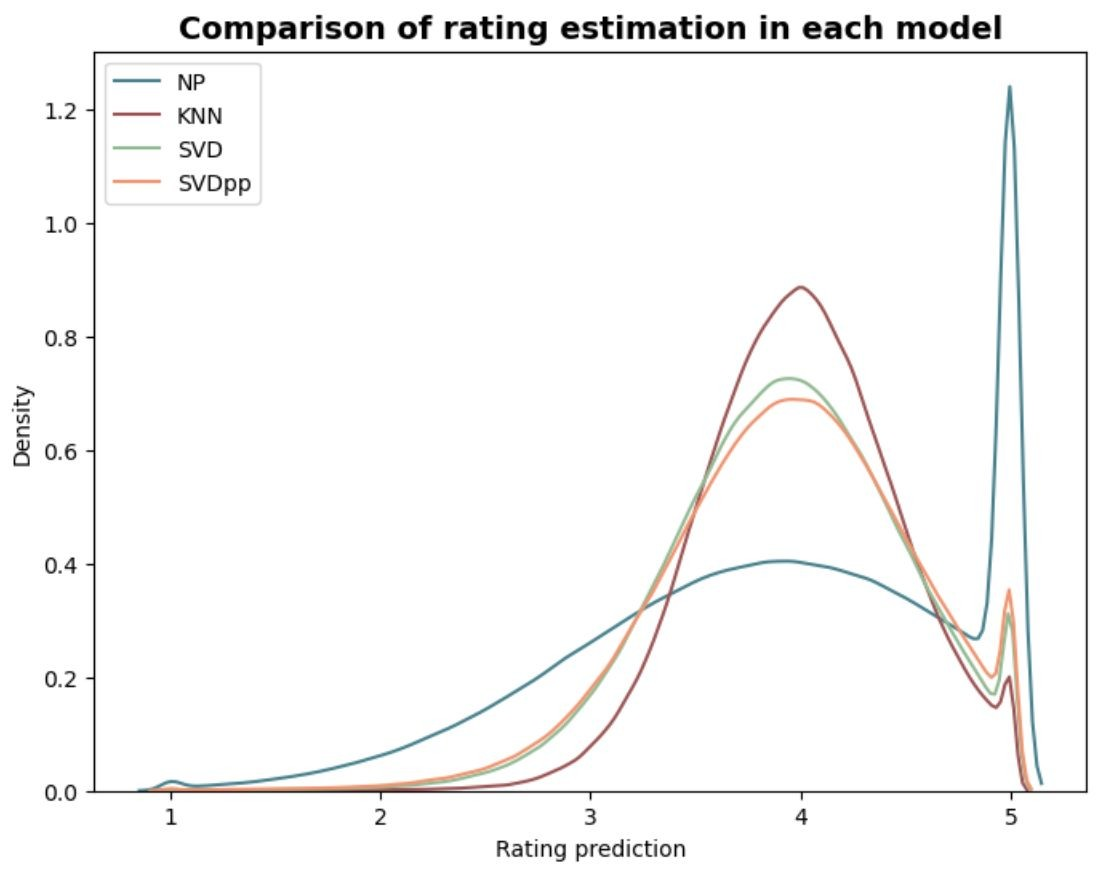 Comparison of rating estimation in each model
NP
KNN
SVD
SVDpp
1.2
1.0
0.8
0.6
0.4
0.2
0.0
Density
1
2
3
4
5
Rating prediction